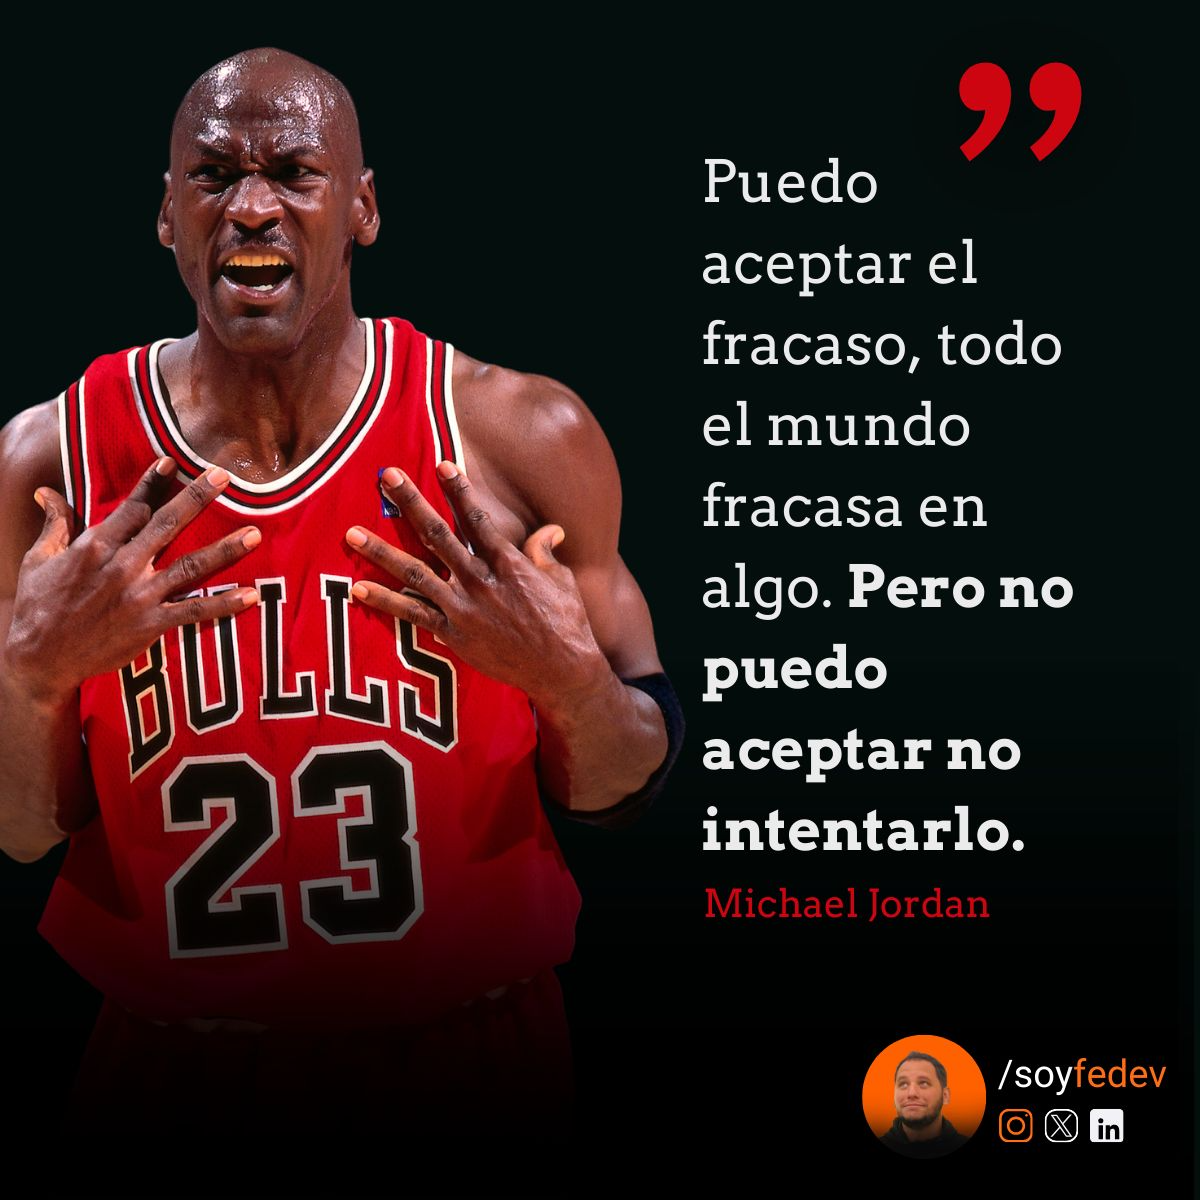 ”
Puedo
aceptar el
fracaso, todo
el mundo
fracasa en
algo. Pero no
puedo
aceptar no
intentarlo.
Michael Jordan
BULLS
23
/soyfedev
in